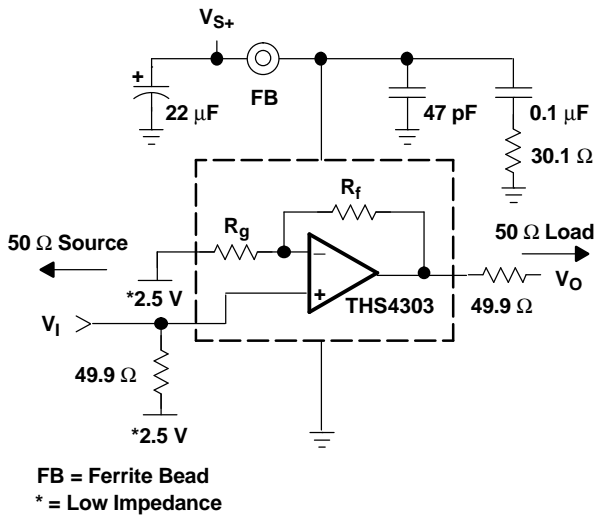 VS+
+
22 μF
FB
47 pF
0.1 μF
30.1 Ω
Rf
Rg
50 Ω Source
50 Ω Load
*2.5 V
−
+
THS4303
VI
49.9 Ω
VO
49.9 Ω
*2.5 V
FB = Ferrite Bead
* = Low Impedance